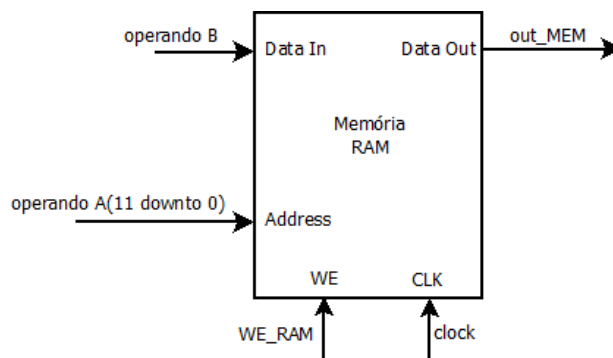 operando B
Data In
Data Out
out_MEM
Memória
RAM
operando A(11 downto 0)
Address
WE
CLK
WE_RAM
clock